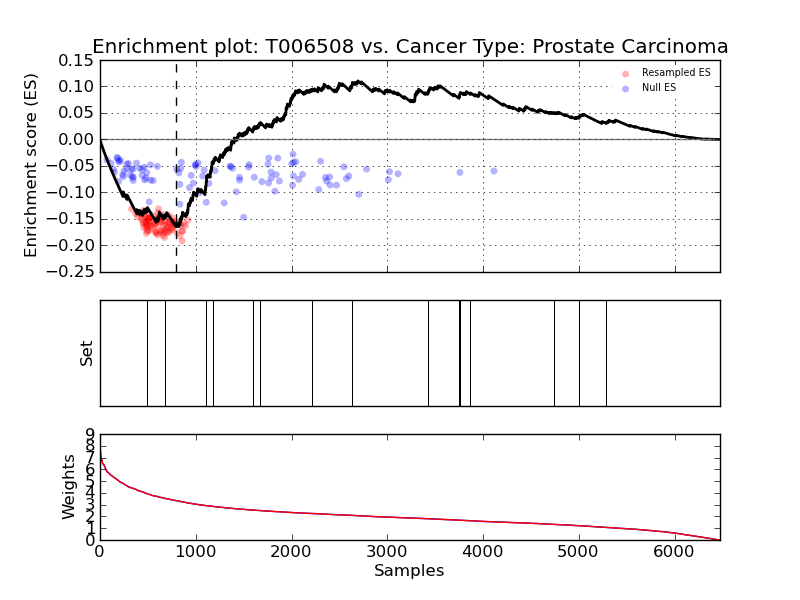 Enrichment plot: T006508 vs. Cancer Type: Prostate Carcinoma
Enrichment score (ES)
0.15
0.10
0.05
0.00
−0.05
−0.10
−0.15
−0.20
−0.25
Resampled ES
Null ES
Set
Weights
9
8
7
6
5
4
3
2
1
0
0 1000 2000 3000 4000 5000 6000
Samples